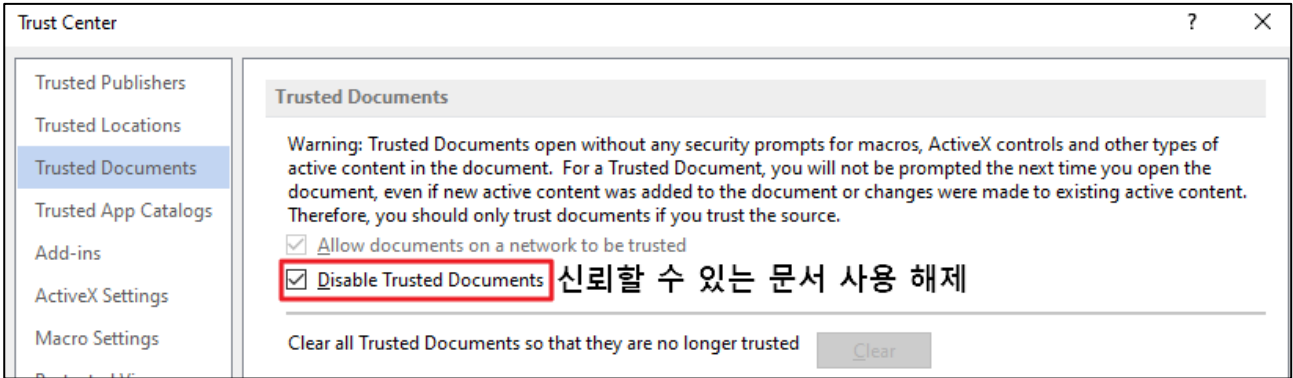 Trust Center
? ×
Trusted Publishers
Trusted Locations
Trusted Documents
Trusted App Catalogs
Add-ins
ActiveX Settings
Macro Settings
Trusted Documents
Warning: Trusted Documents open without any security prompts for macros, ActiveX controls and other types of
active content in the document.  For a Trusted Document, you will not be prompted the next time you open the
document, even if new active content was added to the document or changes were made to existing active content.
Therefore, you should only trust documents if you trust the source.
Allow documents on a network to be trusted
Disable Trusted Documents 신뢰할 수 있는 문서 사용 해제
Clear all Trusted Documents so that they are no longer trusted Clear